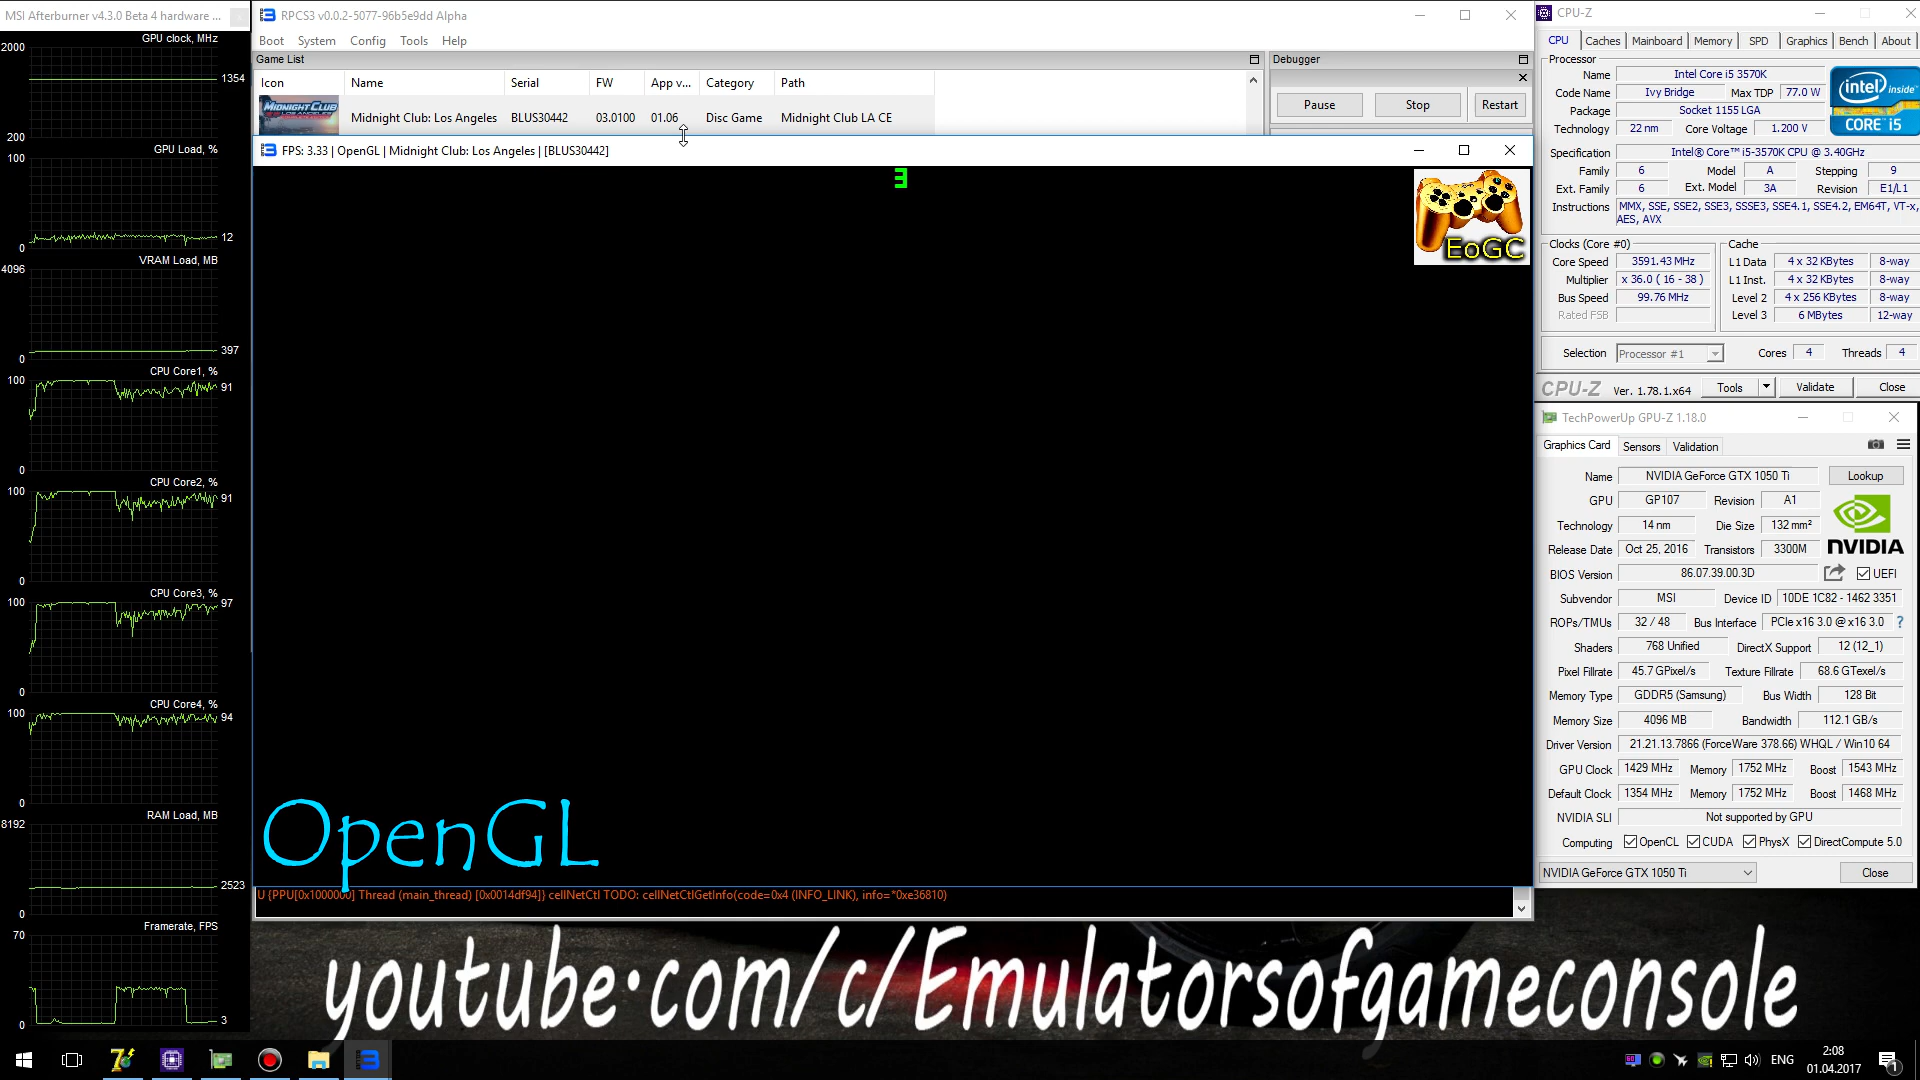 MSI Afterburner v4.3.0 Beta 4 hardware ...
GPU clock, MHz
2000
1354
200
GPU Load, %
100
12
0
VRAM Load, MB
4096
397
0
CPU Core1, %
100
91
0
CPU Core2, %
100
91
0
CPU Core3, %
100
97
0
CPU Core4, %
100
94
0
RAM Load, MB
8192
2523
0
Framerate, FPS
70
3
0
RPCS3 v0.0.2-5077-96b5e9dd Alpha
Boot System Config Tools Help
Game List
Icon Name Serial FW App v... Category Path
MIDNIGHT CLUB
Midnight Club: Los Angeles BLUS30442 03.0100 01.06 Disc Game Midnight Club LA CE
Debugger
Pause Stop Restart
FPS: 3.33 | OpenGL | Midnight Club: Los Angeles | [BLUS30442]
3
EoGC
OpenGL
U {PPU[0x1000000] Thread (main_thread) [0x0014df94]} cellNetCtl TODO: cellNetCtlGetInfo(code=0x4 (INFO_LINK), info=*0xe36810)
youtube.com/c/Emulatorsofgameconsole
CPU-Z
CPU Caches Mainboard Memory SPD Graphics Bench About
Processor
Name Intel Core i5 3570K
Code Name Ivy Bridge Max TDP 77.0 W
Package Socket 1155 LGA
Technology 22 nm Core Voltage 1.200 V
intel inside™
CORE i5
Specification Intel® Core™ i5-3570K CPU @ 3.40GHz
Family 6 Model A Stepping 9
Ext. Family 6 Ext. Model 3A Revision E1/L1
Instructions MMX, SSE, SSE2, SSE3, SSSE3, SSE4.1, SSE4.2, EM64T, VT-x,
AES, AVX
Clocks (Core #0) Cache
Core Speed 3591.43 MHz L1 Data 4 x 32 KBytes 8-way
Multiplier x 36.0 ( 16 - 38 ) L1 Inst. 4 x 32 KBytes 8-way
Bus Speed 99.76 MHz Level 2 4 x 256 KBytes 8-way
Rated FSB Level 3 6 MBytes 12-way
Selection Processor #1 Cores 4 Threads 4
CPU-Z Ver. 1.78.1.x64 Tools Validate Close
TechPowerUp GPU-Z 1.18.0
Graphics Card Sensors Validation
Name NVIDIA GeForce GTX 1050 Ti Lookup
GPU GP107 Revision A1
Technology 14 nm Die Size 132 mm²
Release Date Oct 25, 2016 Transistors 3300M
NVIDIA
BIOS Version 86.07.39.00.3D UEFI
Subvendor MSI Device ID 10DE 1C82 - 1462 3351
ROPs/TMUs 32 / 48 Bus Interface PCIe x16 3.0 @ x16 3.0 ?
Shaders 768 Unified DirectX Support 12 (12_1)
Pixel Fillrate 45.7 GPixel/s Texture Fillrate 68.6 GTexel/s
Memory Type GDDR5 (Samsung) Bus Width 128 Bit
Memory Size 4096 MB Bandwidth 112.1 GB/s
Driver Version 21.21.13.7866 (ForceWare 378.66) WHQL / Win10 64
GPU Clock 1429 MHz Memory 1752 MHz Boost 1543 MHz
Default Clock 1354 MHz Memory 1752 MHz Boost 1468 MHz
NVIDIA SLI Not supported by GPU
Computing OpenCL CUDA PhysX DirectCompute 5.0
NVIDIA GeForce GTX 1050 Ti Close
ENG
2:08
01.04.2017
1